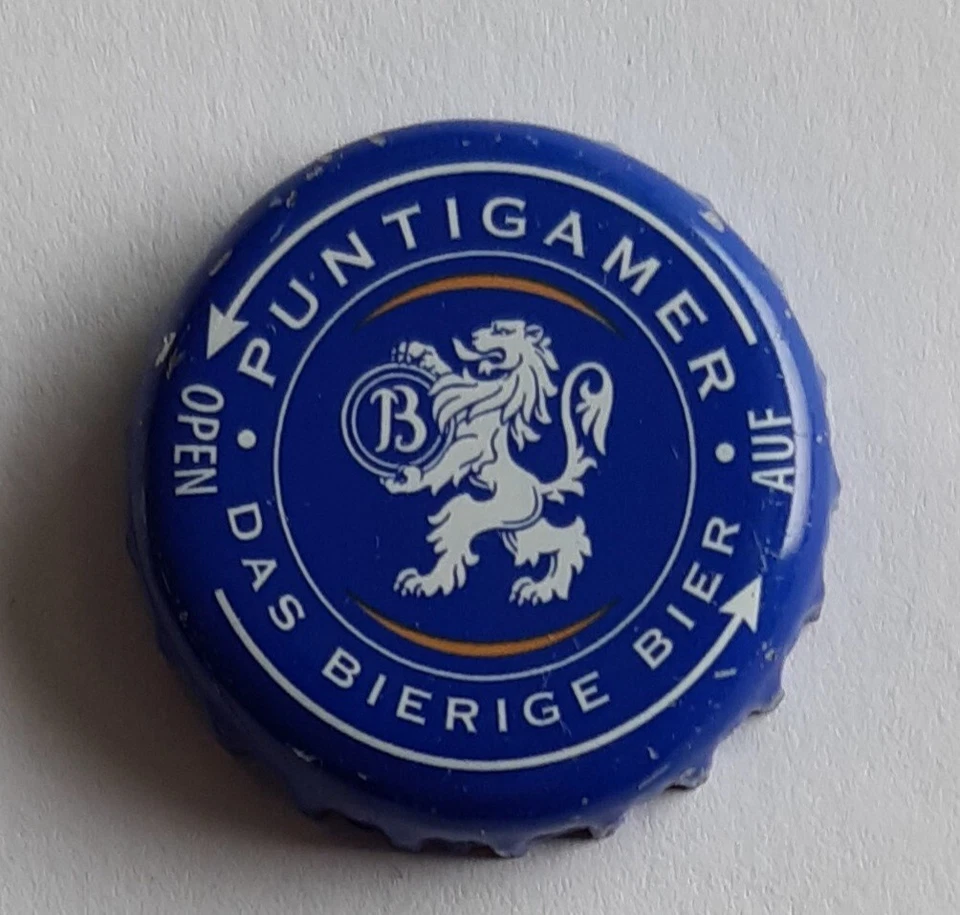 PUNTIGAMER
OPEN
B
AUF
• DAS BIERIGE BIER •